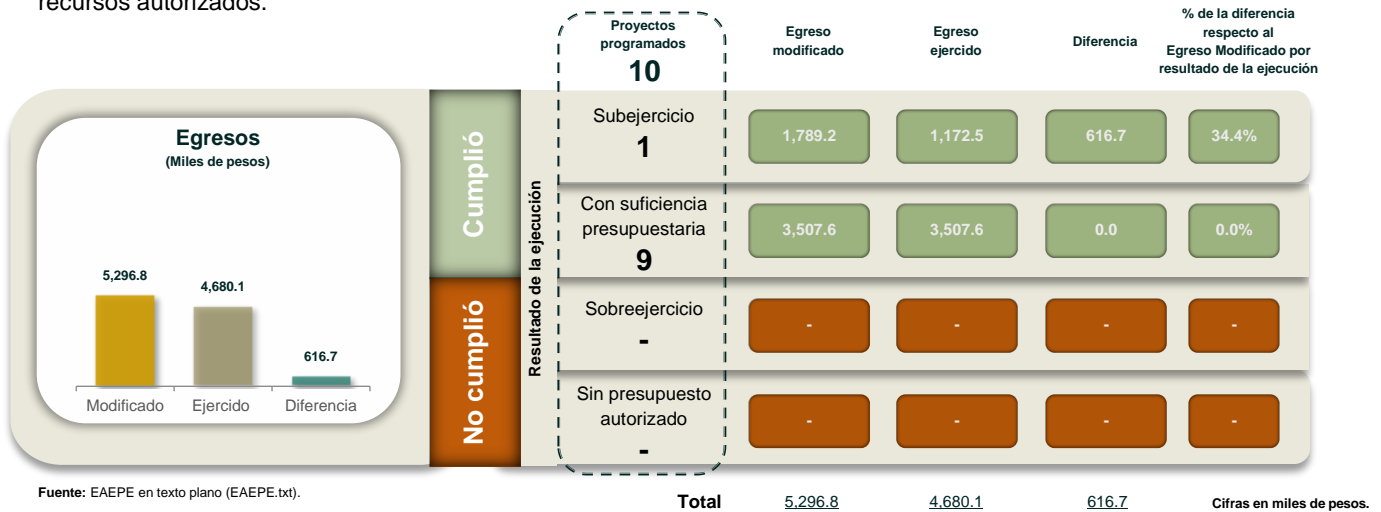 recursos autorizados.
Proyectos
programados
10
Egreso
modificado
Egreso
ejercido
Diferencia
% de la diferencia
respecto al
Egreso Modificado por
resultado de la ejecución
Egresos
(Miles de pesos)
5,296.8
4,680.1
616.7
Modificado
Ejercido
Diferencia
Cumplió
No cumplió
Resultado de la ejecución
Subejercicio
1
1,789.2
1,172.5
616.7
34.4%
Con suficiencia
presupuestaria
9
3,507.6
3,507.6
0.0
0.0%
Sobreejercicio
-
-
-
-
-
Sin presupuesto
autorizado
-
-
-
-
-
Fuente: EAEPE en texto plano (EAEPE.txt).
Total
5,296.8
4,680.1
616.7
Cifras en miles de pesos.